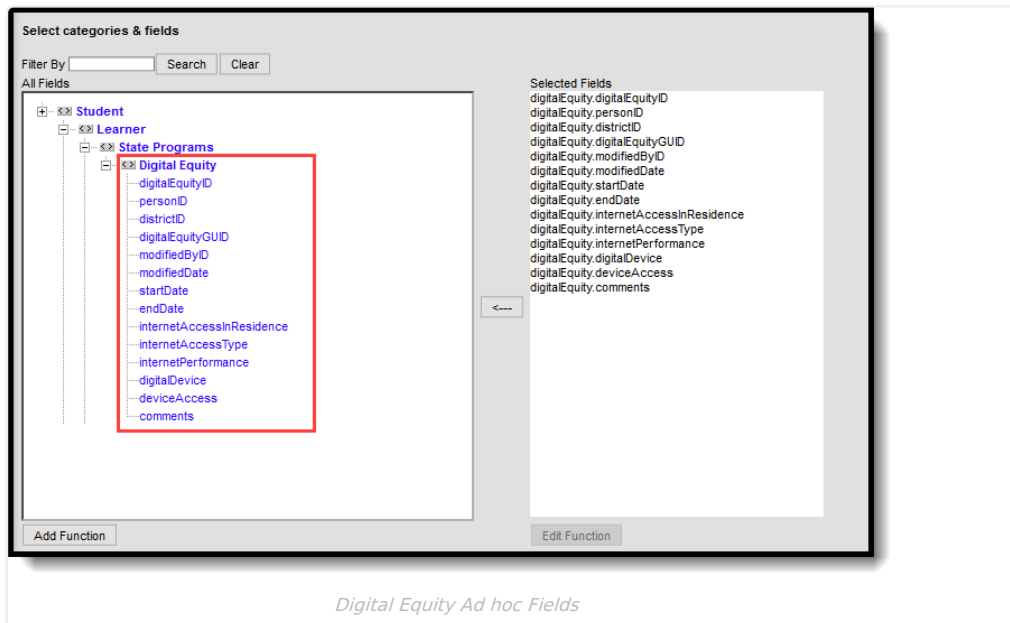 Select categories & fields
Filter By Search Clear
All Fields
Student
Learner
State Programs
Digital Equity
digitalEquityID
personID
districtID
digitalEquityGUID
modifiedByID
modifiedDate
startDate
endDate
internetAccessInResidence
internetAccessType
internetPerformance
digitalDevice
deviceAccess
comments
Add Function
<---
Selected Fields
digitalEquity.digitalEquityID
digitalEquity.personID
digitalEquity.districtID
digitalEquity.digitalEquityGUID
digitalEquity.modifiedByID
digitalEquity.modifiedDate
digitalEquity.startDate
digitalEquity.endDate
digitalEquity.internetAccessInResidence
digitalEquity.internetAccessType
digitalEquity.internetPerformance
digitalEquity.digitalDevice
digitalEquity.deviceAccess
digitalEquity.comments
Edit Function
Digital Equity Ad hoc Fields